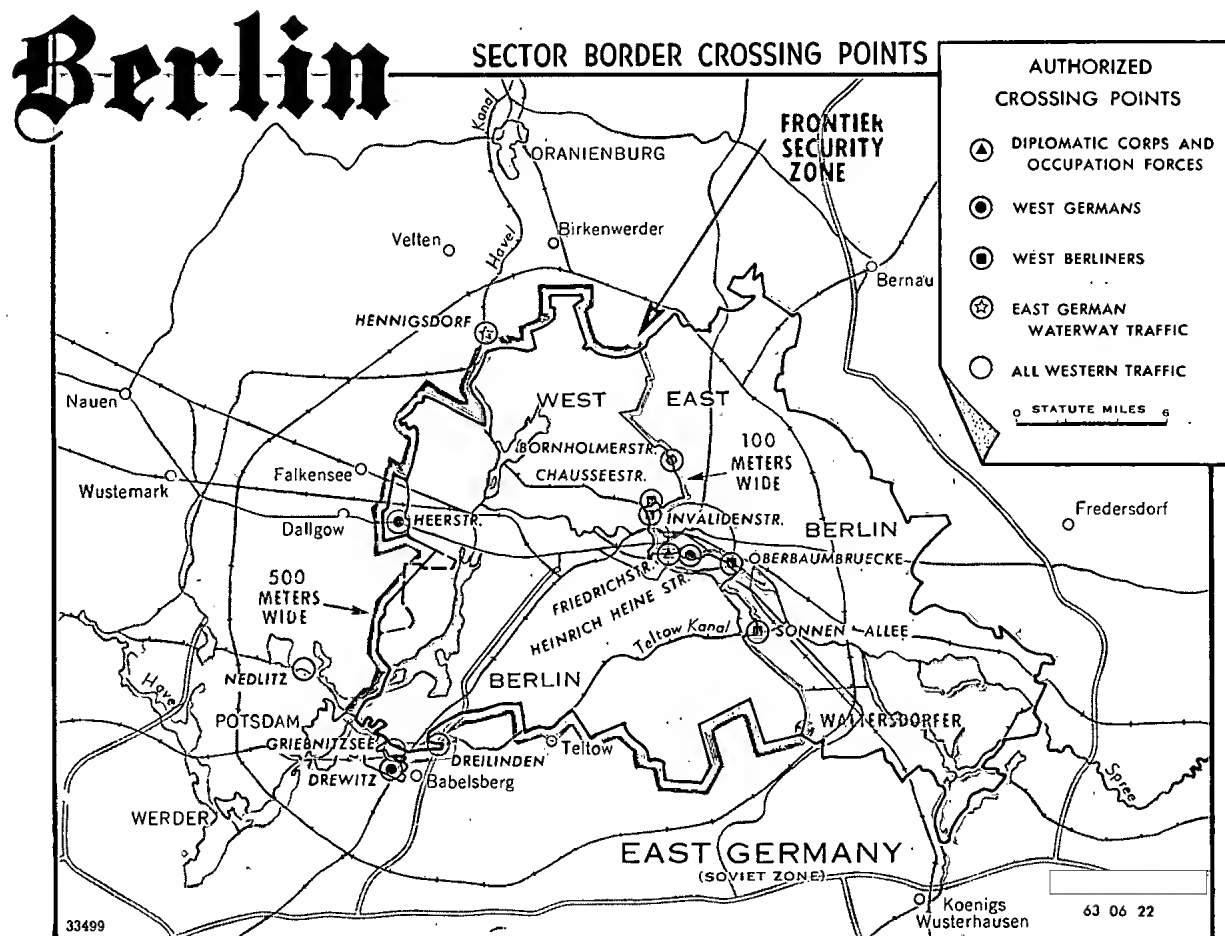 Berlin
SECTOR BORDER CROSSING POINTS
AUTHORIZED
CROSSING POINTS
DIPLOMATIC CORPS AND
OCCUPATION FORCES
WEST GERMANS
WEST BERLINERS
EAST GERMAN
WATERWAY TRAFFIC
ALL WESTERN TRAFFIC
0 STATUTE MILES 6
Kanal
ORANIENBURG
FRONTIER
SECURITY
ZONE
Velten
Havel
Birkenwerder
Bernau
HENNIGSDORF
Nauen
WEST
EAST
BORNHOLMERSTR.
CHAUSSEESTR.
100
METERS
WIDE
Falkensee
Wustemark
Dallgow
HEERSTR.
INVALIDENSTR.
BERLIN
Fredersdorf
OBERBAUMBRUECKE
FRIEDRICHSTR.
HEINRICH HEINE STR.
500
METERS
WIDE
Teltow Kanal
SONNEN ALLEE
NEDLITZ
Havel
BERLIN
POTSDAM
WALTERSDORFER
GRIEBNITZSEE
DREILINDEN
Teltow
DREWITZ
Babelsberg
Spree
WERDER
EAST GERMANY
(SOVIET ZONE)
Koenigs
Wusterhausen
63 06 22
33499